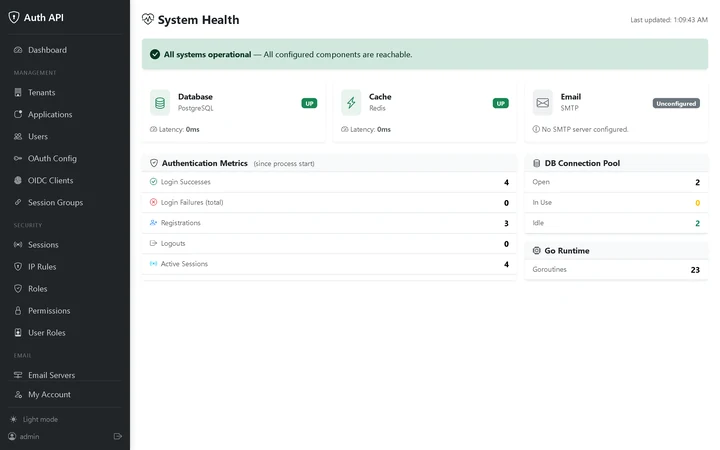 Auth API
Dashboard
MANAGEMENT
Tenants
Applications
Users
OAuth Config
OIDC Clients
Session Groups
SECURITY
Sessions
IP Rules
Roles
Permissions
User Roles
EMAIL
Email Servers
My Account
Light mode
admin
System Health
Last updated: 1:09:43 AM
All systems operational — All configured components are reachable.
Database
PostgreSQL
UP
Latency: 0ms
Cache
Redis
UP
Latency: 0ms
Email
SMTP
Unconfigured
No SMTP server configured.
Authentication Metrics (since process start)
Login Successes 4
Login Failures (total) 0
Registrations 3
Logouts 0
Active Sessions 4
DB Connection Pool
Open 2
In Use 0
Idle 2
Go Runtime
Goroutines 23